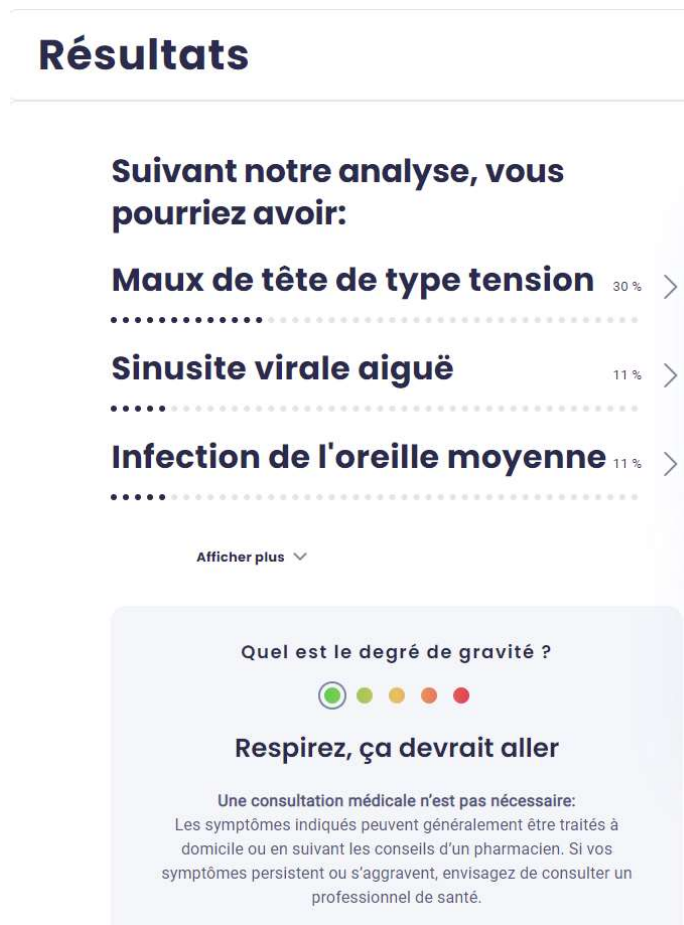 Résultats
Suivant notre analyse, vous
pourriez avoir:
Maux de tête de type tension 30 %
Sinusite virale aiguë 11 %
Infection de l'oreille moyenne 11 %
Afficher plus
Quel est le degré de gravité ?
Respirez, ça devrait aller
Une consultation médicale n’est pas nécessaire:
Les symptômes indiqués peuvent généralement être traités à
domicile ou en suivant les conseils d’un pharmacien. Si vos
symptômes persistent ou s’aggravent, envisagez de consulter un
professionnel de santé.